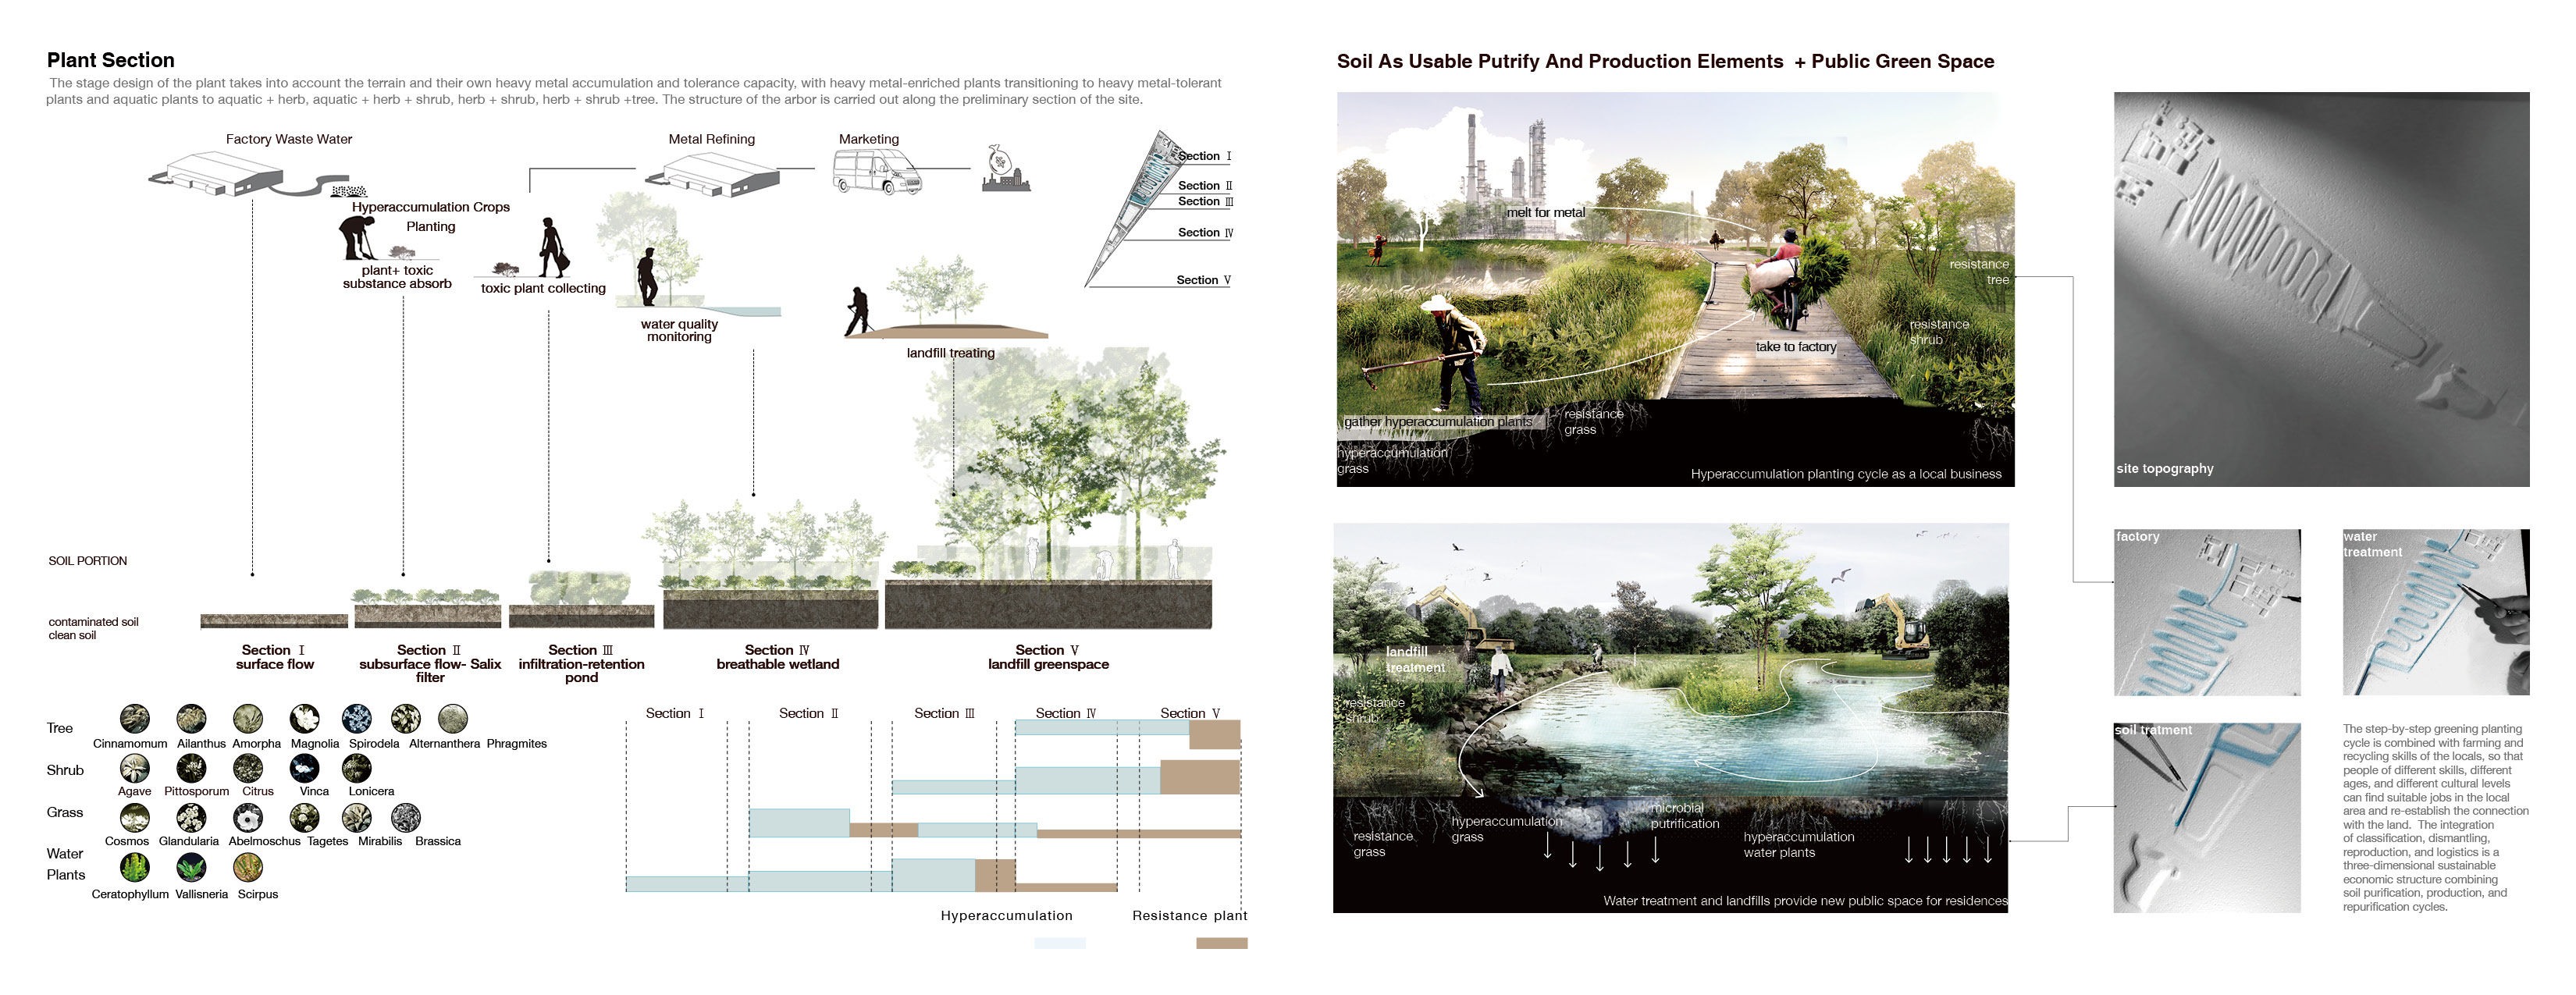 Plant Section
The stage design of the plant takes into account the terrain and their own heavy metal accumulation and tolerance capacity, with heavy metal-enriched plants transitioning to heavy metal-tolerant
plants and aquatic plants to aquatic + herb, aquatic + herb + shrub, herb + shrub, herb + shrub +tree. The structure of the arbor is carried out along the preliminary section of the site.
Factory Waste Water
Metal Refining
Marketing
Hyperaccumulation Crops
Planting
plant+ toxic
substance absorb
toxic plant collecting
water quality
monitoring
landfill treating
Section Ⅰ
Section Ⅱ
Section Ⅲ
Section Ⅳ
Section Ⅴ
SOIL PORTION
contaminated soil
clean soil
Section Ⅰ
surface flow
Section Ⅱ
subsurface flow- Salix
filter
Section Ⅲ
infiltration-retention
pond
Section Ⅳ
breathable wetland
Section Ⅴ
landfill greenspace
Tree
Cinnamomum Ailanthus Amorpha Magnolia Spirodela Alternanthera Phragmites
Shrub
Agave Pittosporum Citrus Vinca Lonicera
Grass
Cosmos Glandularia Abelmoschus Tagetes Mirabilis Brassica
Water
Plants
Ceratophyllum Vallisneria Scirpus
Section Ⅰ Section Ⅱ Section Ⅲ Section Ⅳ Section Ⅴ
Hyperaccumulation Resistance plant
Soil As Usable Putrify And Production Elements + Public Green Space
melt for metal
resistance
tree
resistance
shrub
take to factory
gather hyperaccumulation plants
resistance
grass
hyperaccumulation
grass
Hyperaccumulation planting cycle as a local business
landfill
treatment
resistance
shrub
resistance
grass
hyperaccumulation
grass
microbial
putrification
hyperaccumulation
water plants
Water treatment and landfills provide new public space for residences
site topography
factory
water
treatment
soil tratment
The step-by-step greening planting
cycle is combined with farming and
recycling skills of the locals, so that
people of different skills, different
ages, and different cultural levels
can find suitable jobs in the local
area and re-establish the connection
with the land. The integration
of classification, dismantling,
reproduction, and logistics is a
three-dimensional sustainable
economic structure combining
soil purification, production, and
repurification cycles.